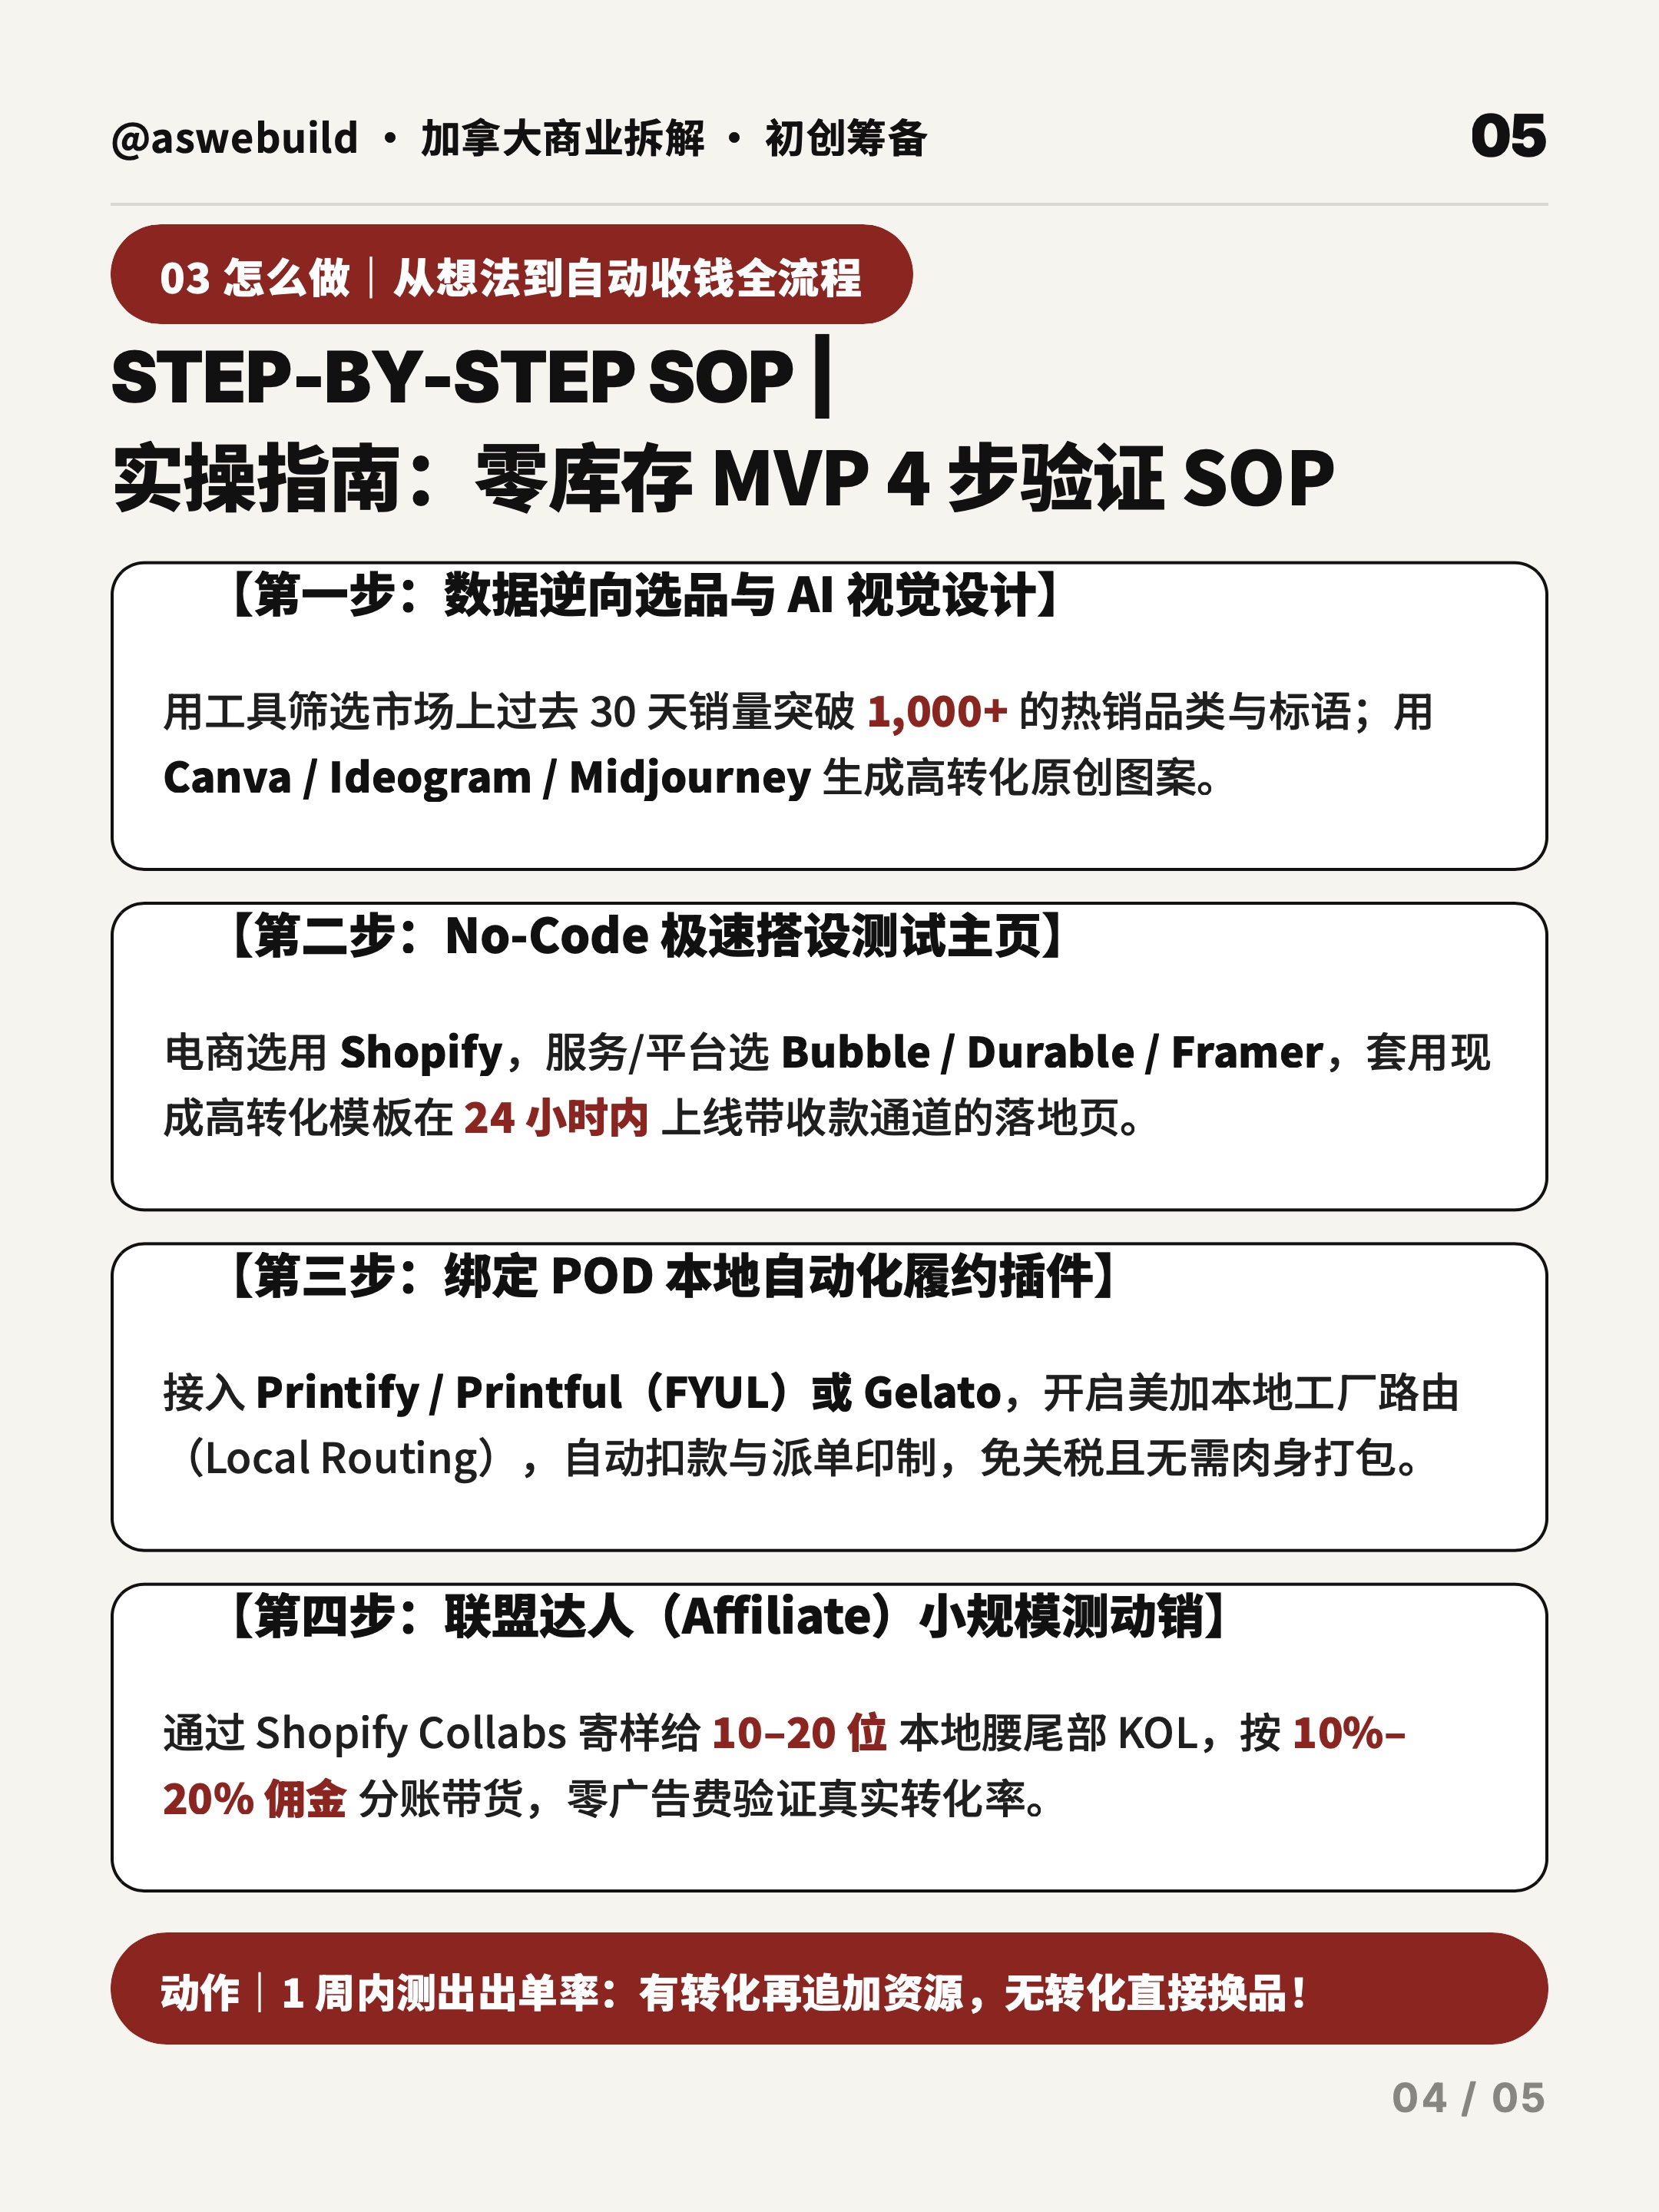 @aswebuild • 加拿大商业拆解 • 初创筹备
05
03 怎么做｜从想法到自动收钱全流程
STEP-BY-STEP SOP |
实操指南：零库存 MVP 4 步验证 SOP
【第一步：数据逆向选品与 AI 视觉设计】
用工具筛选市场上过去 30 天销量突破 1,000+ 的热销品类与标语；用
Canva / Ideogram / Midjourney 生成高转化原创图案。
【第二步：No-Code 极速搭设测试主页】
电商选用 Shopify，服务/平台选 Bubble / Durable / Framer，套用现
成高转化模板在 24 小时内 上线带收款通道的落地页。
【第三步：绑定 POD 本地自动化履约插件】
接入 Printify / Printful（FYUL）或 Gelato，开启美加本地工厂路由
（Local Routing），自动扣款与派单印制，免关税且无需肉身打包。
【第四步：联盟达人（Affiliate）小规模测动销】
通过 Shopify Collabs 寄样给 10–20 位 本地腰尾部 KOL，按 10%–
20% 佣金 分账带货，零广告费验证真实转化率。
动作｜1 周内测出出单率：有转化再追加资源，无转化直接换品！
04 / 05